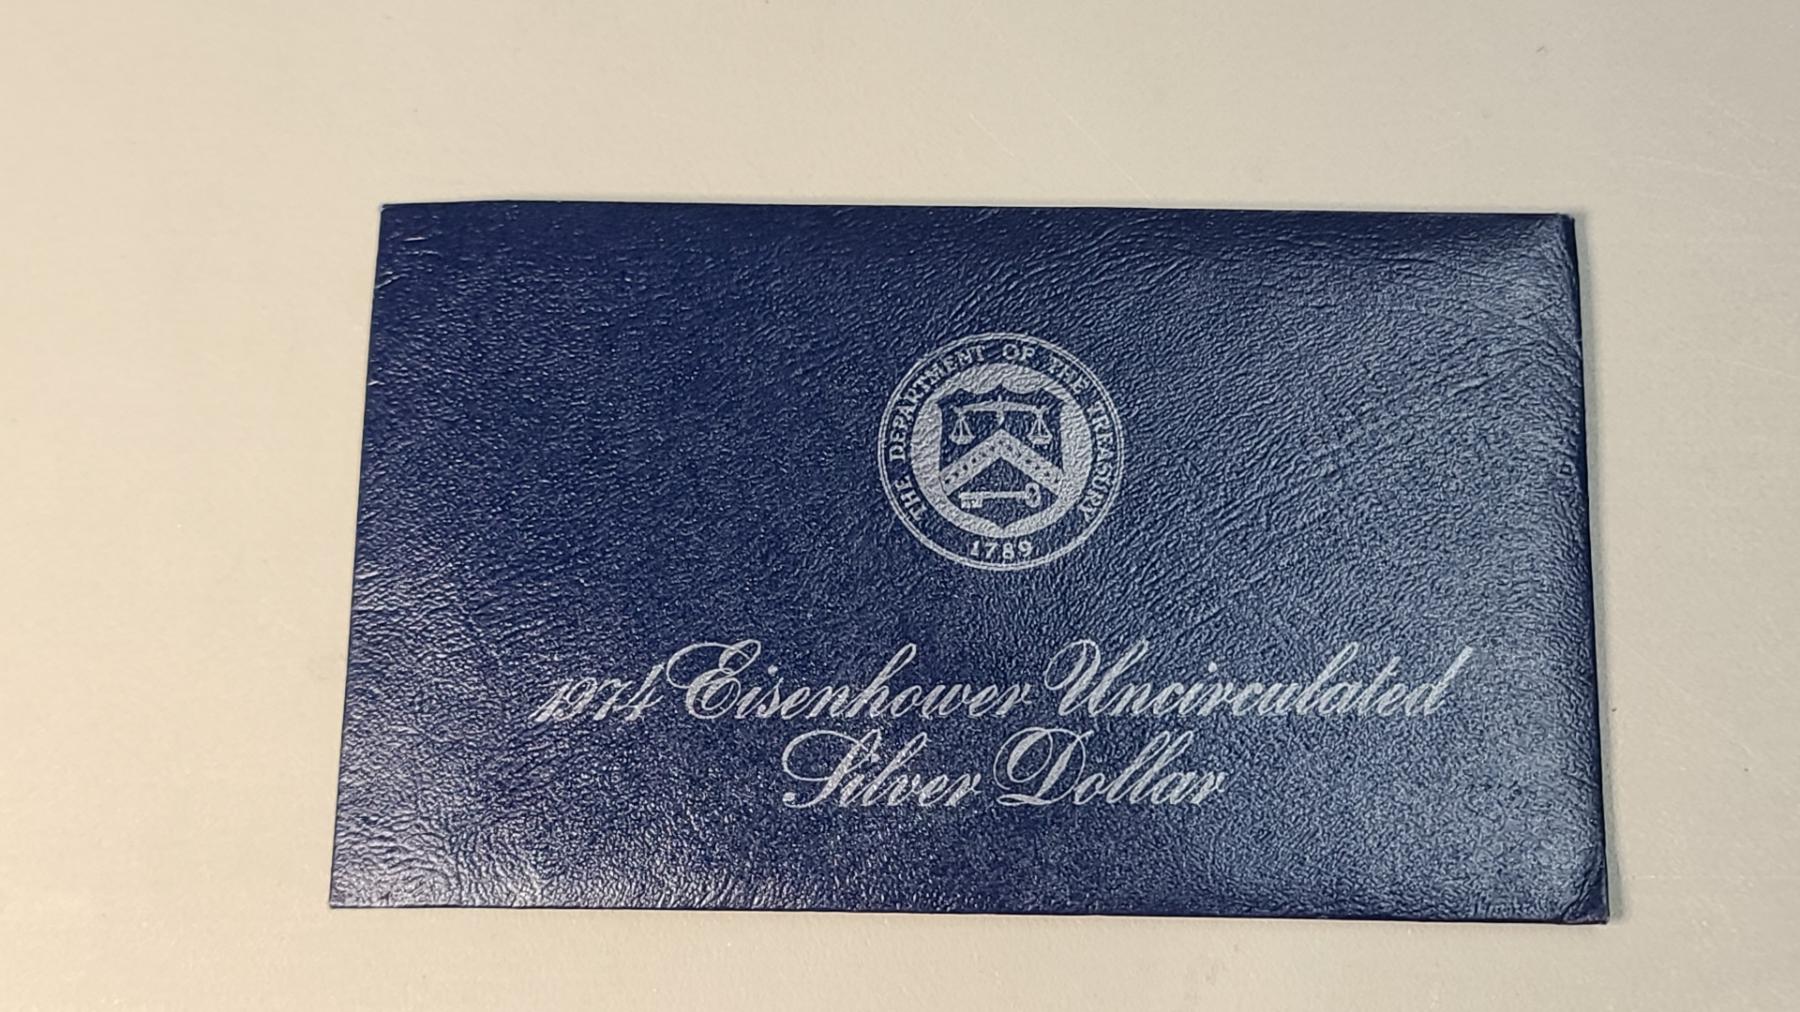 THE DEPARTMENT OF THE TREASURY
1789
1974 Eisenhower Uncirculated
Silver Dollar